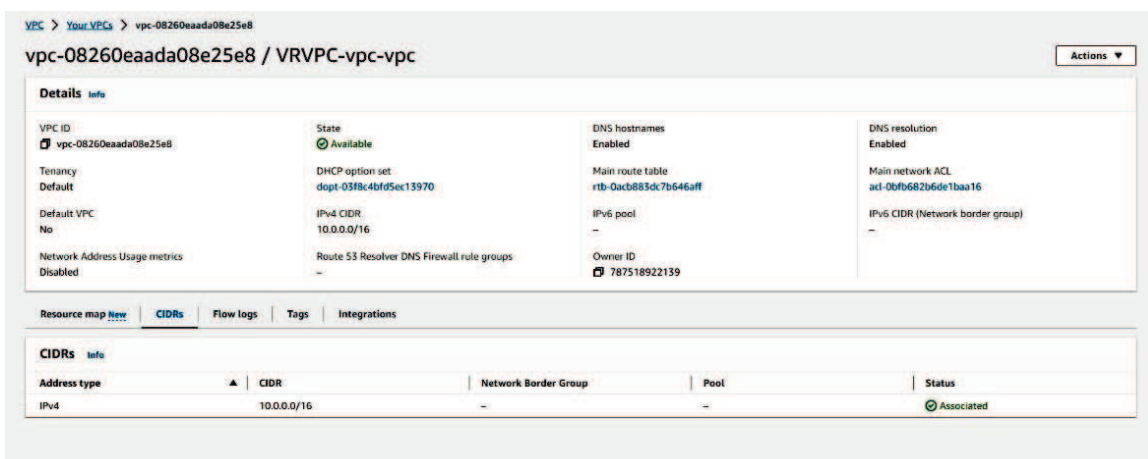 VPC > Your VPCs > vpc-08260eaada08e25e8
vpc-08260eaada08e25e8 / VRVPC-vpc-vpc
Actions ▼
Details Info
VPC ID State DNS hostnames DNS resolution
vpc-08260eaada08e25e8 Available Enabled Enabled
Tenancy DHCP option set Main route table Main network ACL
Default dopt-03f8c4bfd5ec13970 rtb-0acb883dc7b646aff acl-0bfb682b6de1baa16
Default VPC IPv4 CIDR IPv6 pool IPv6 CIDR (Network border group)
No 10.0.0.0/16 – –
Network Address Usage metrics Route 53 Resolver DNS Firewall rule groups Owner ID
Disabled – 787518922139
Resource map New CIDRs Flow logs Tags Integrations
CIDRs Info
Address type ▲ CIDR Network Border Group Pool Status
IPv4 10.0.0.0/16 – – Associated